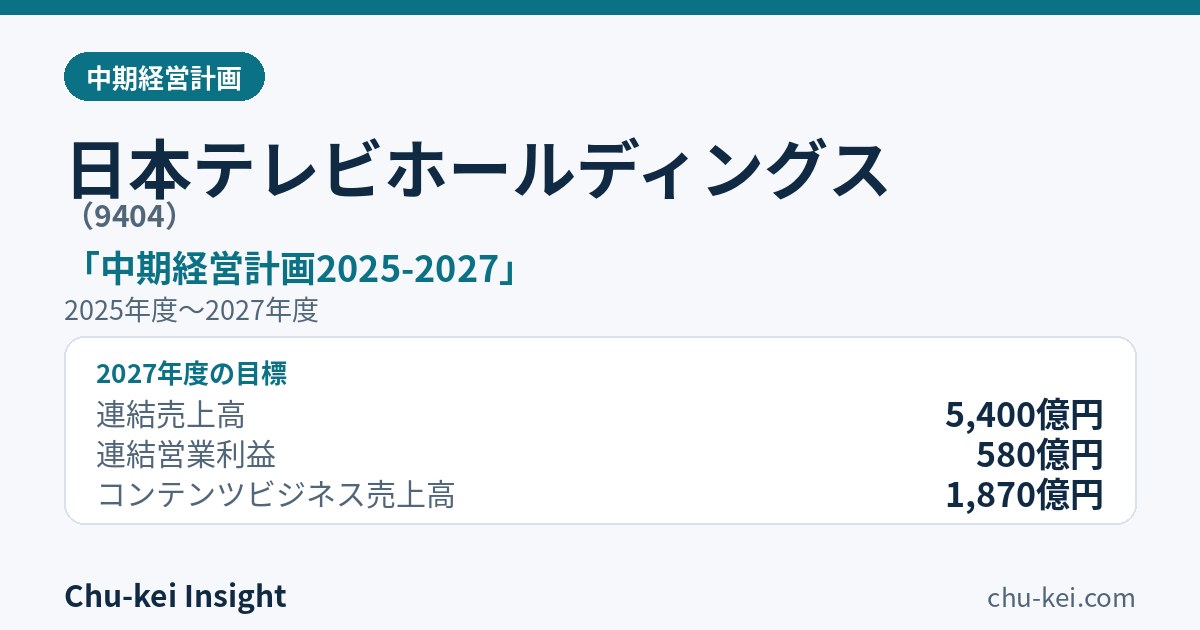 中期経営計画
日本テレビホールディングス
（9404）
「中期経営計画2025-2027」
2025年度～2027年度
2027年度の目標
連結売上高 5,400億円
連結営業利益 580億円
コンテンツビジネス売上高 1,870億円
Chu-kei Insight chu-kei.com